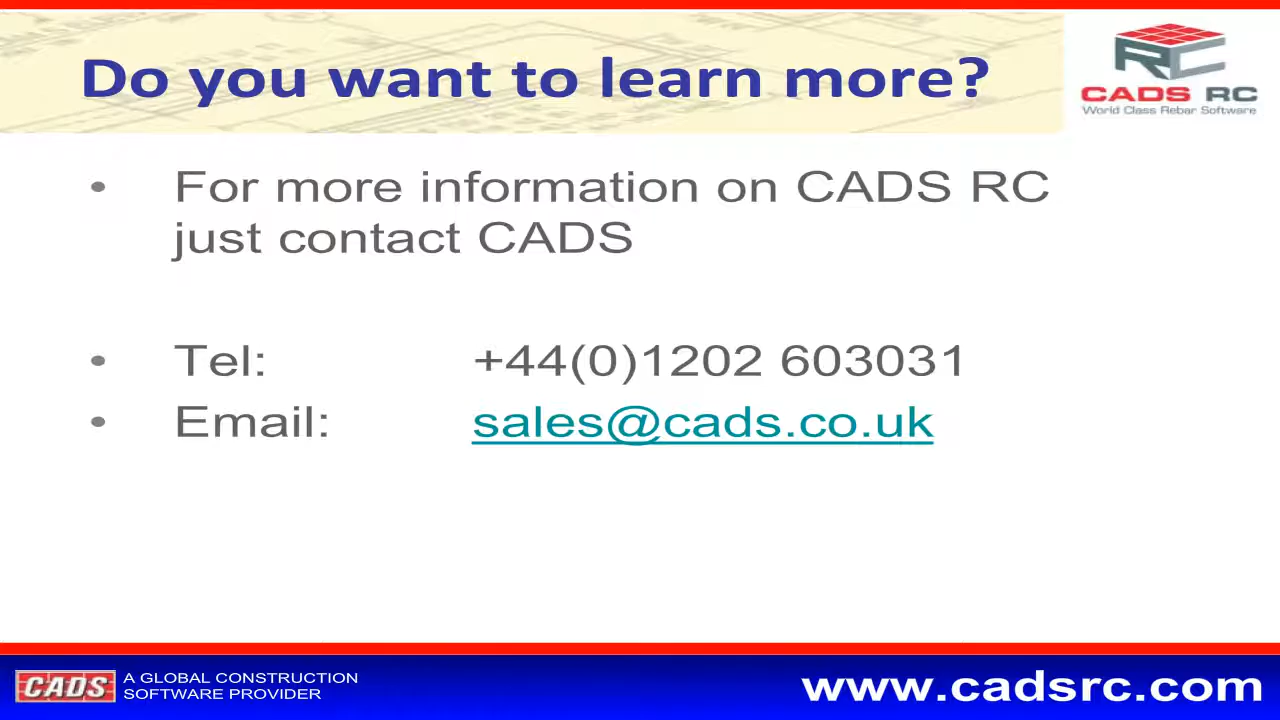 Do you want to learn more?
RC
CADS RC
World Class Rebar Software
• For more information on CADS RC
just contact CADS
• Tel: +44(0)1202 603031
• Email: sales@cads.co.uk
CADS
A GLOBAL CONSTRUCTION
SOFTWARE PROVIDER
www.cadsrc.com